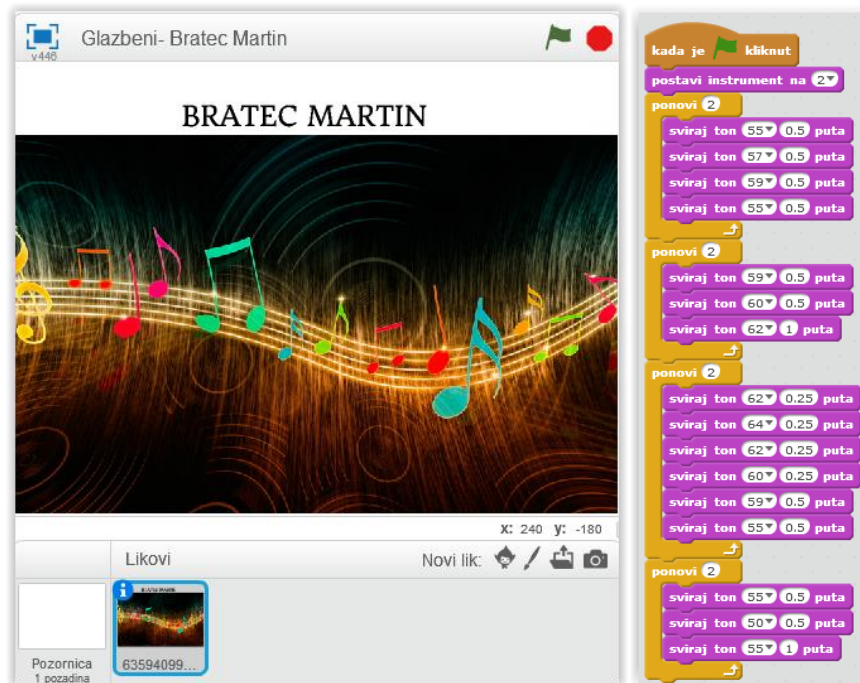 Glazbeni- Bratec Martin
v446
BRATEC MARTIN
X: 240 y: -180
Likovi
Novi lik:
Pozornica
1 pozadina
63594099...
kada je kliknut
postavi instrument na 2
ponovi 2
sviraj ton 55 0.5 puta
sviraj ton 57 0.5 puta
sviraj ton 59 0.5 puta
sviraj ton 55 0.5 puta
ponovi 2
sviraj ton 59 0.5 puta
sviraj ton 60 0.5 puta
sviraj ton 62 1 puta
ponovi 2
sviraj ton 62 0.25 puta
sviraj ton 64 0.25 puta
sviraj ton 62 0.25 puta
sviraj ton 60 0.25 puta
sviraj ton 59 0.5 puta
sviraj ton 55 0.5 puta
ponovi 2
sviraj ton 55 0.5 puta
sviraj ton 50 0.5 puta
sviraj ton 55 1 puta